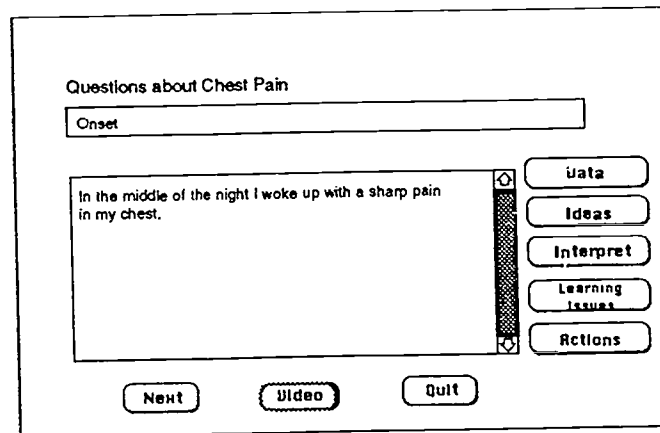 Questions about Chest Pain
Onset
In the middle of the night I woke up with a sharp pain
in my chest.
Data
Ideas
Interpret
Learning
Issues
Actions
Next
Video
Quit